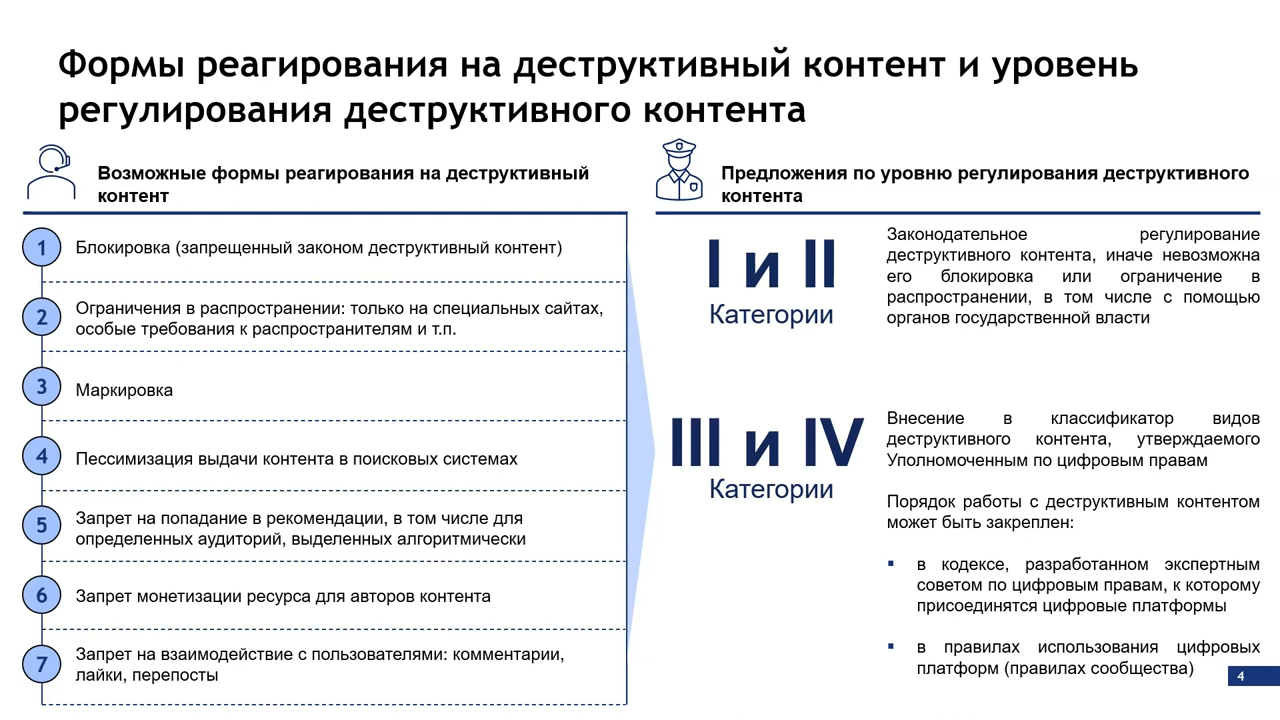 Формы реагирования на деструктивный контент и уровень
регулирования деструктивного контента
Возможные формы реагирования на деструктивный
контент
1
Блокировка (запрещенный законом деструктивный контент)
2
Ограничения в распространении: только на специальных сайтах,
особые требования к распространителям и т.п.
3
Маркировка
4
Пессимизация выдачи контента в поисковых системах
5
Запрет на попадание в рекомендации, в том числе для
определенных аудиторий, выделенных алгоритмически
6
Запрет монетизации ресурса для авторов контента
7
Запрет на взаимодействие с пользователями: комментарии,
лайки, перепосты
Предложения по уровню регулирования деструктивного
контента
I и II
Категории
Законодательное регулирование
деструктивного контента, иначе невозможна
его блокировка или ограничение в
распространении, в том числе с помощью
органов государственной власти
III и IV
Категории
Внесение в классификатор видов
деструктивного контента, утверждаемого
Уполномоченным по цифровым правам
Порядок работы с деструктивным контентом
может быть закреплен:
▪ в кодексе, разработанном экспертным
советом по цифровым правам, к которому
присоединятся цифровые платформы
▪ в правилах использования цифровых
платформ (правилах сообщества)
4